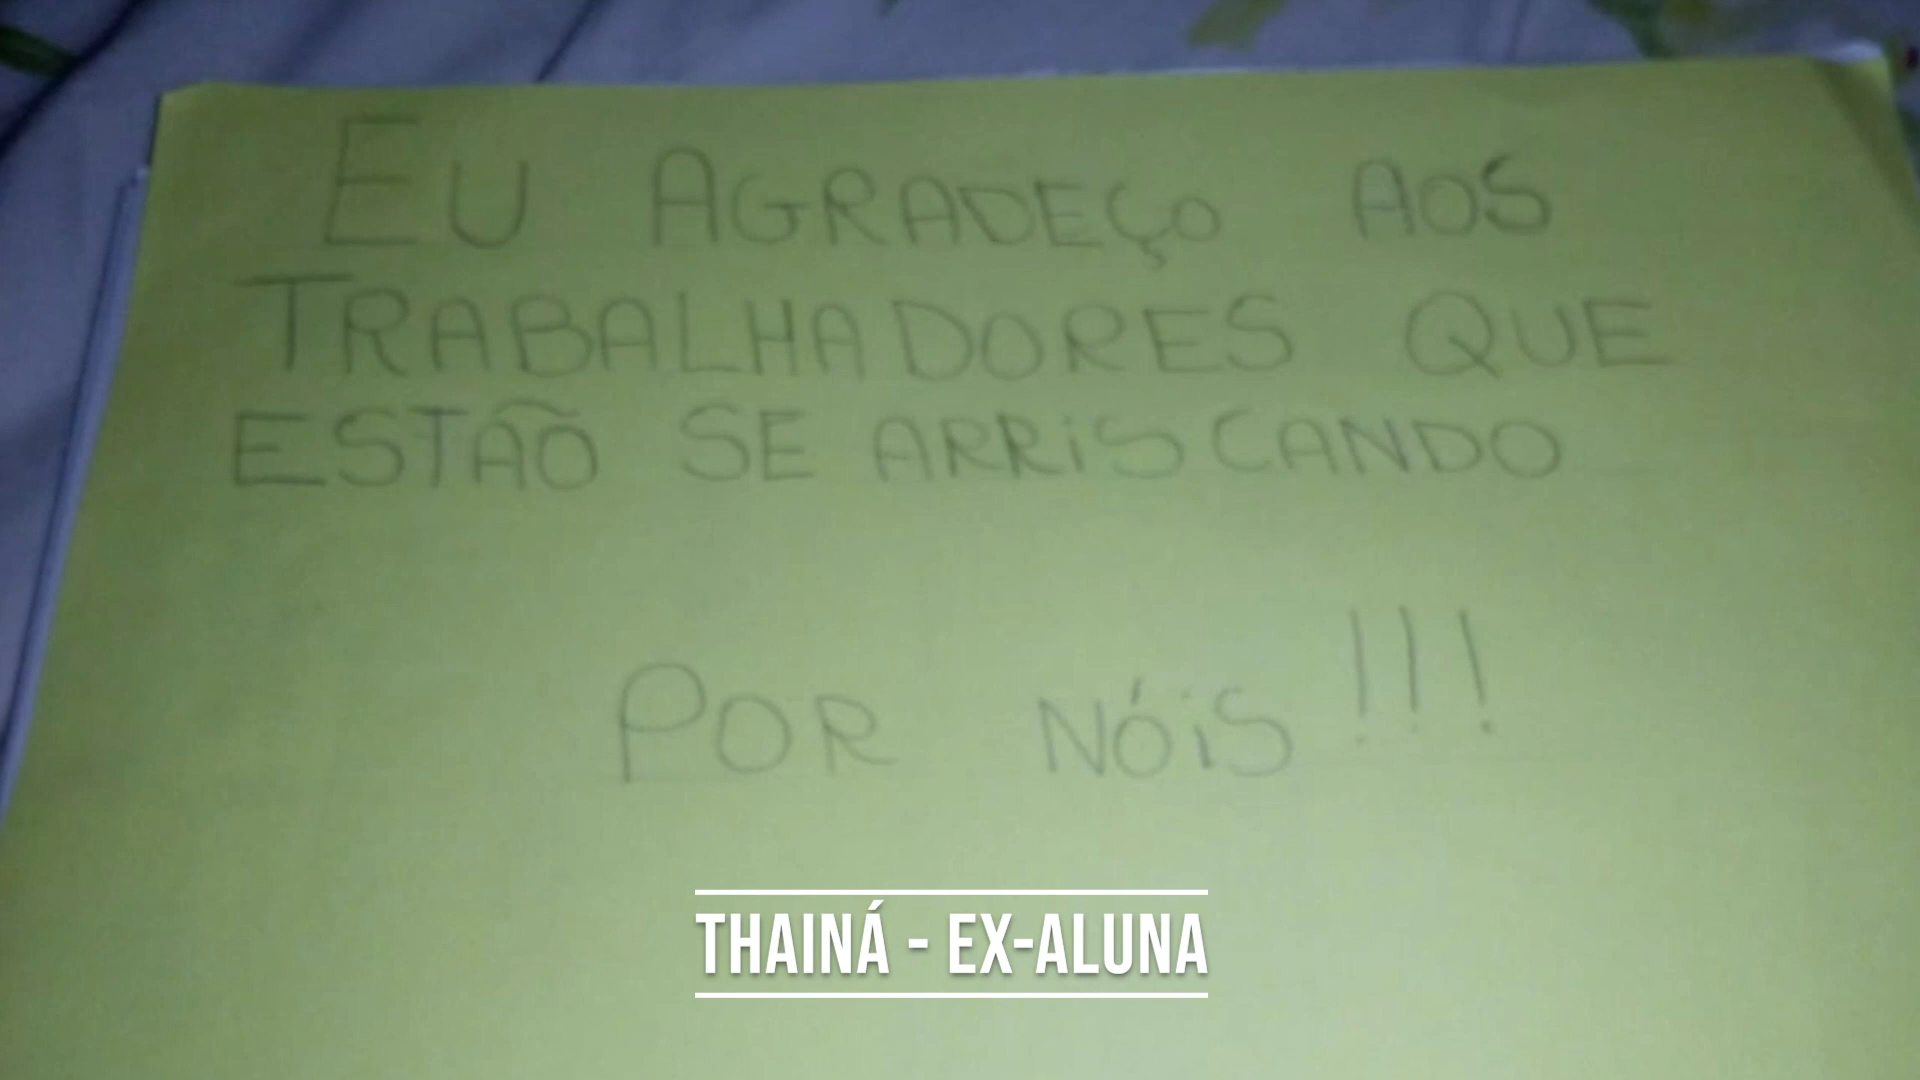 EU AGRADEÇO AOS
TRABALHADORES QUE
ESTÃO SE ARRISCANDO
POR NÓIS!!!
THAINÁ - EX-ALUNA